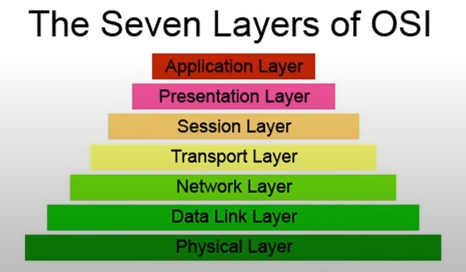 The Seven Layers of OSI
Application Layer
Presentation Layer
Session Layer
Transport Layer
Network Layer
Data Link Layer
Physical Layer